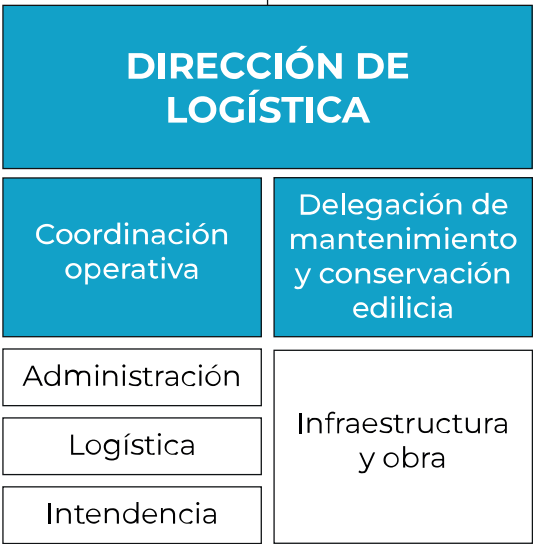 DIRECCIÓN DE
LOGÍSTICA
Coordinación
operativa
Delegación de
mantenimiento
y conservación
edilicia
Administración
Logística
Intendencia
Infraestructura
y obra